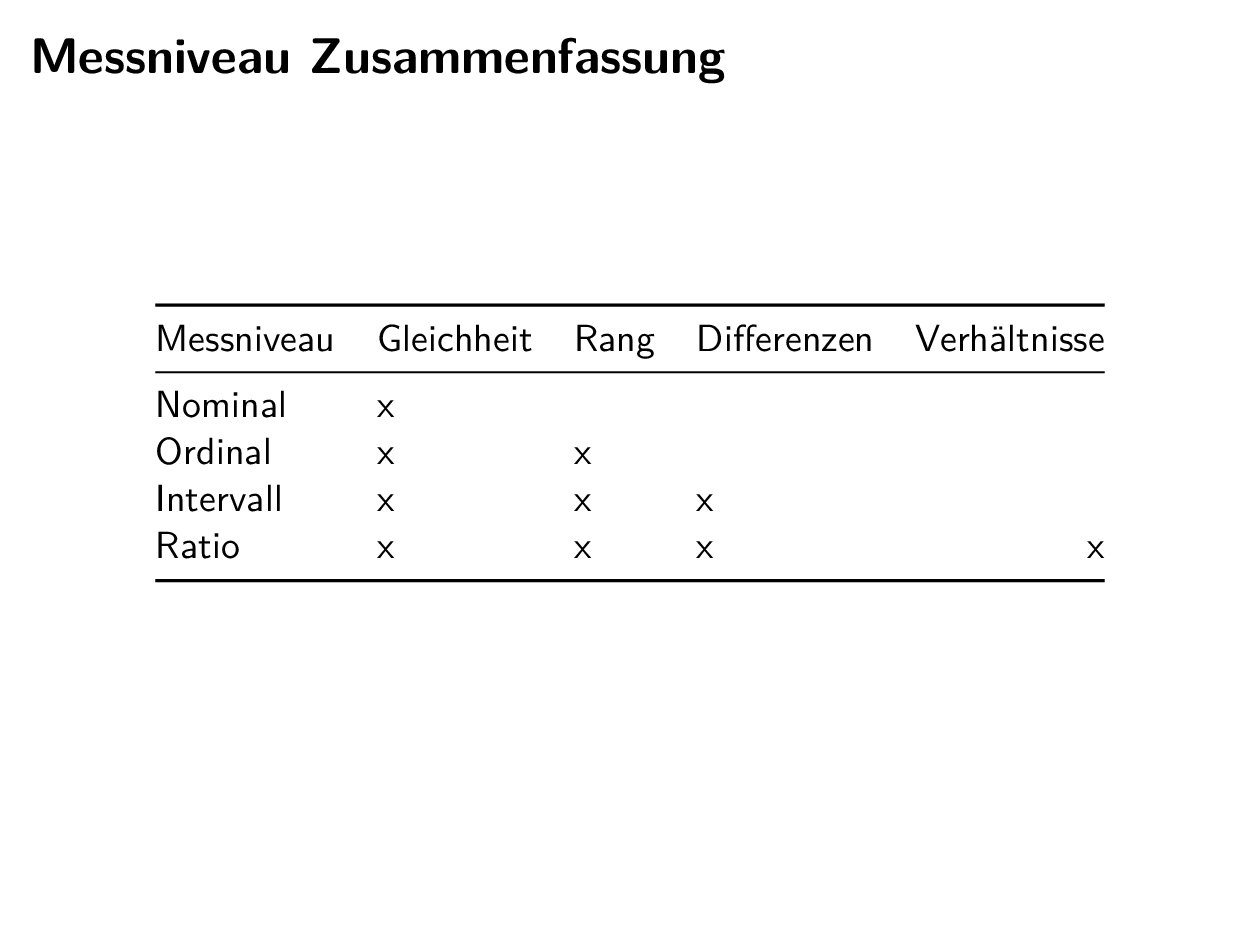 Messniveau Zusammenfassung
Messniveau Gleichheit Rang Differenzen Verhältnisse
Nominal x
Ordinal x x
Intervall x x x
Ratio x x x x